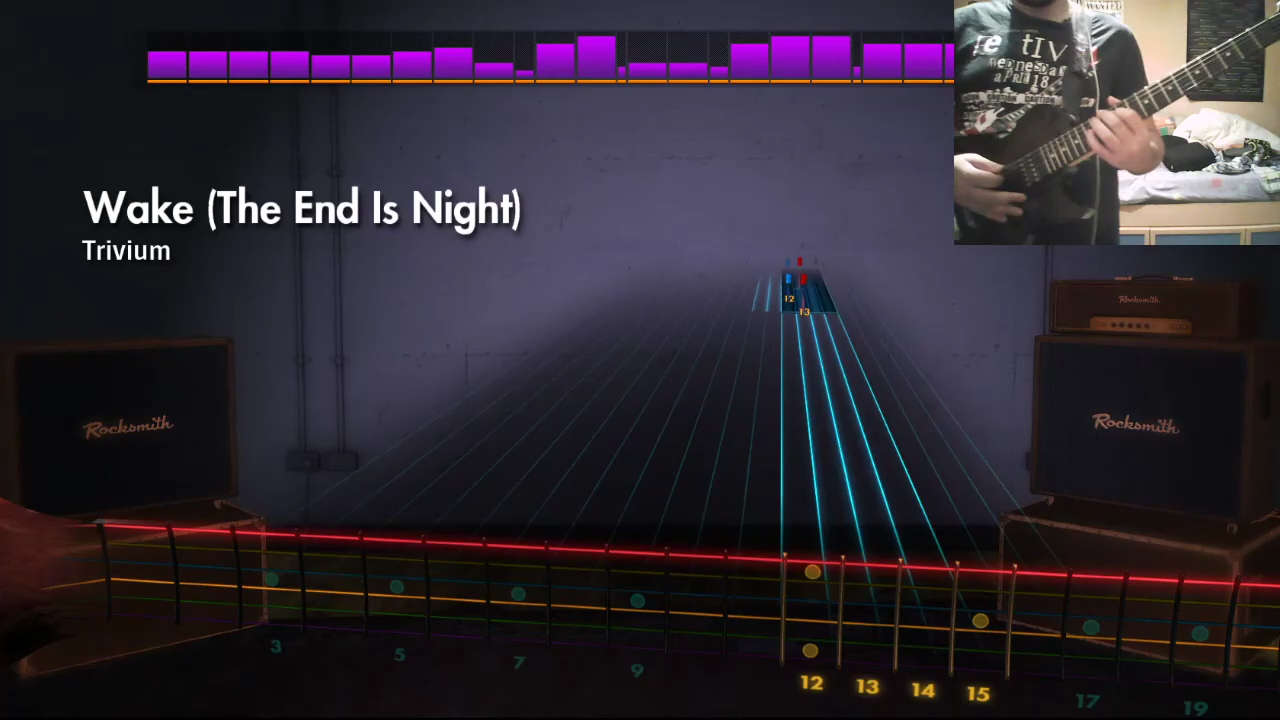 WANTED
Wake (The End Is Night)
Trivium
Rocksmith
Rocksmith
Rocksmith
12
13
3
5
7
9
12
13
14
15
17
19